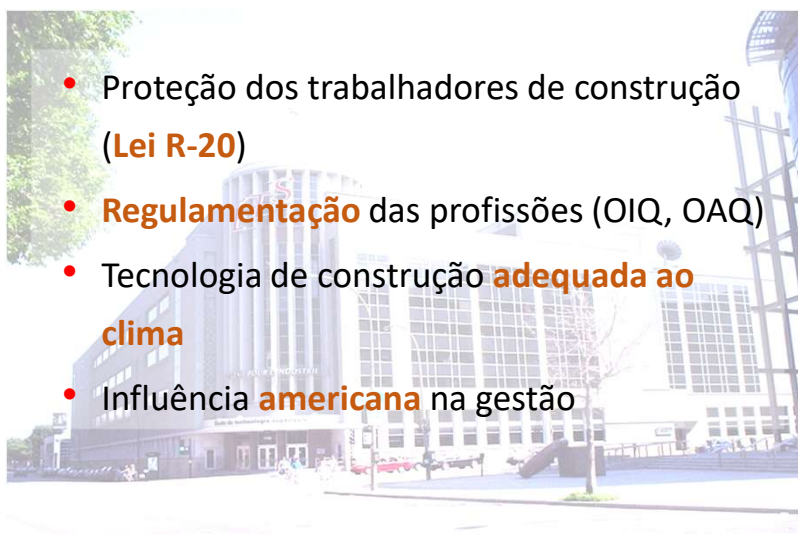 • Proteção dos trabalhadores de construção
(Lei R-20)
• Regulamentação das profissões (OIQ, OAQ)
• Tecnologia de construção adequada ao
clima
• Influência americana na gestão